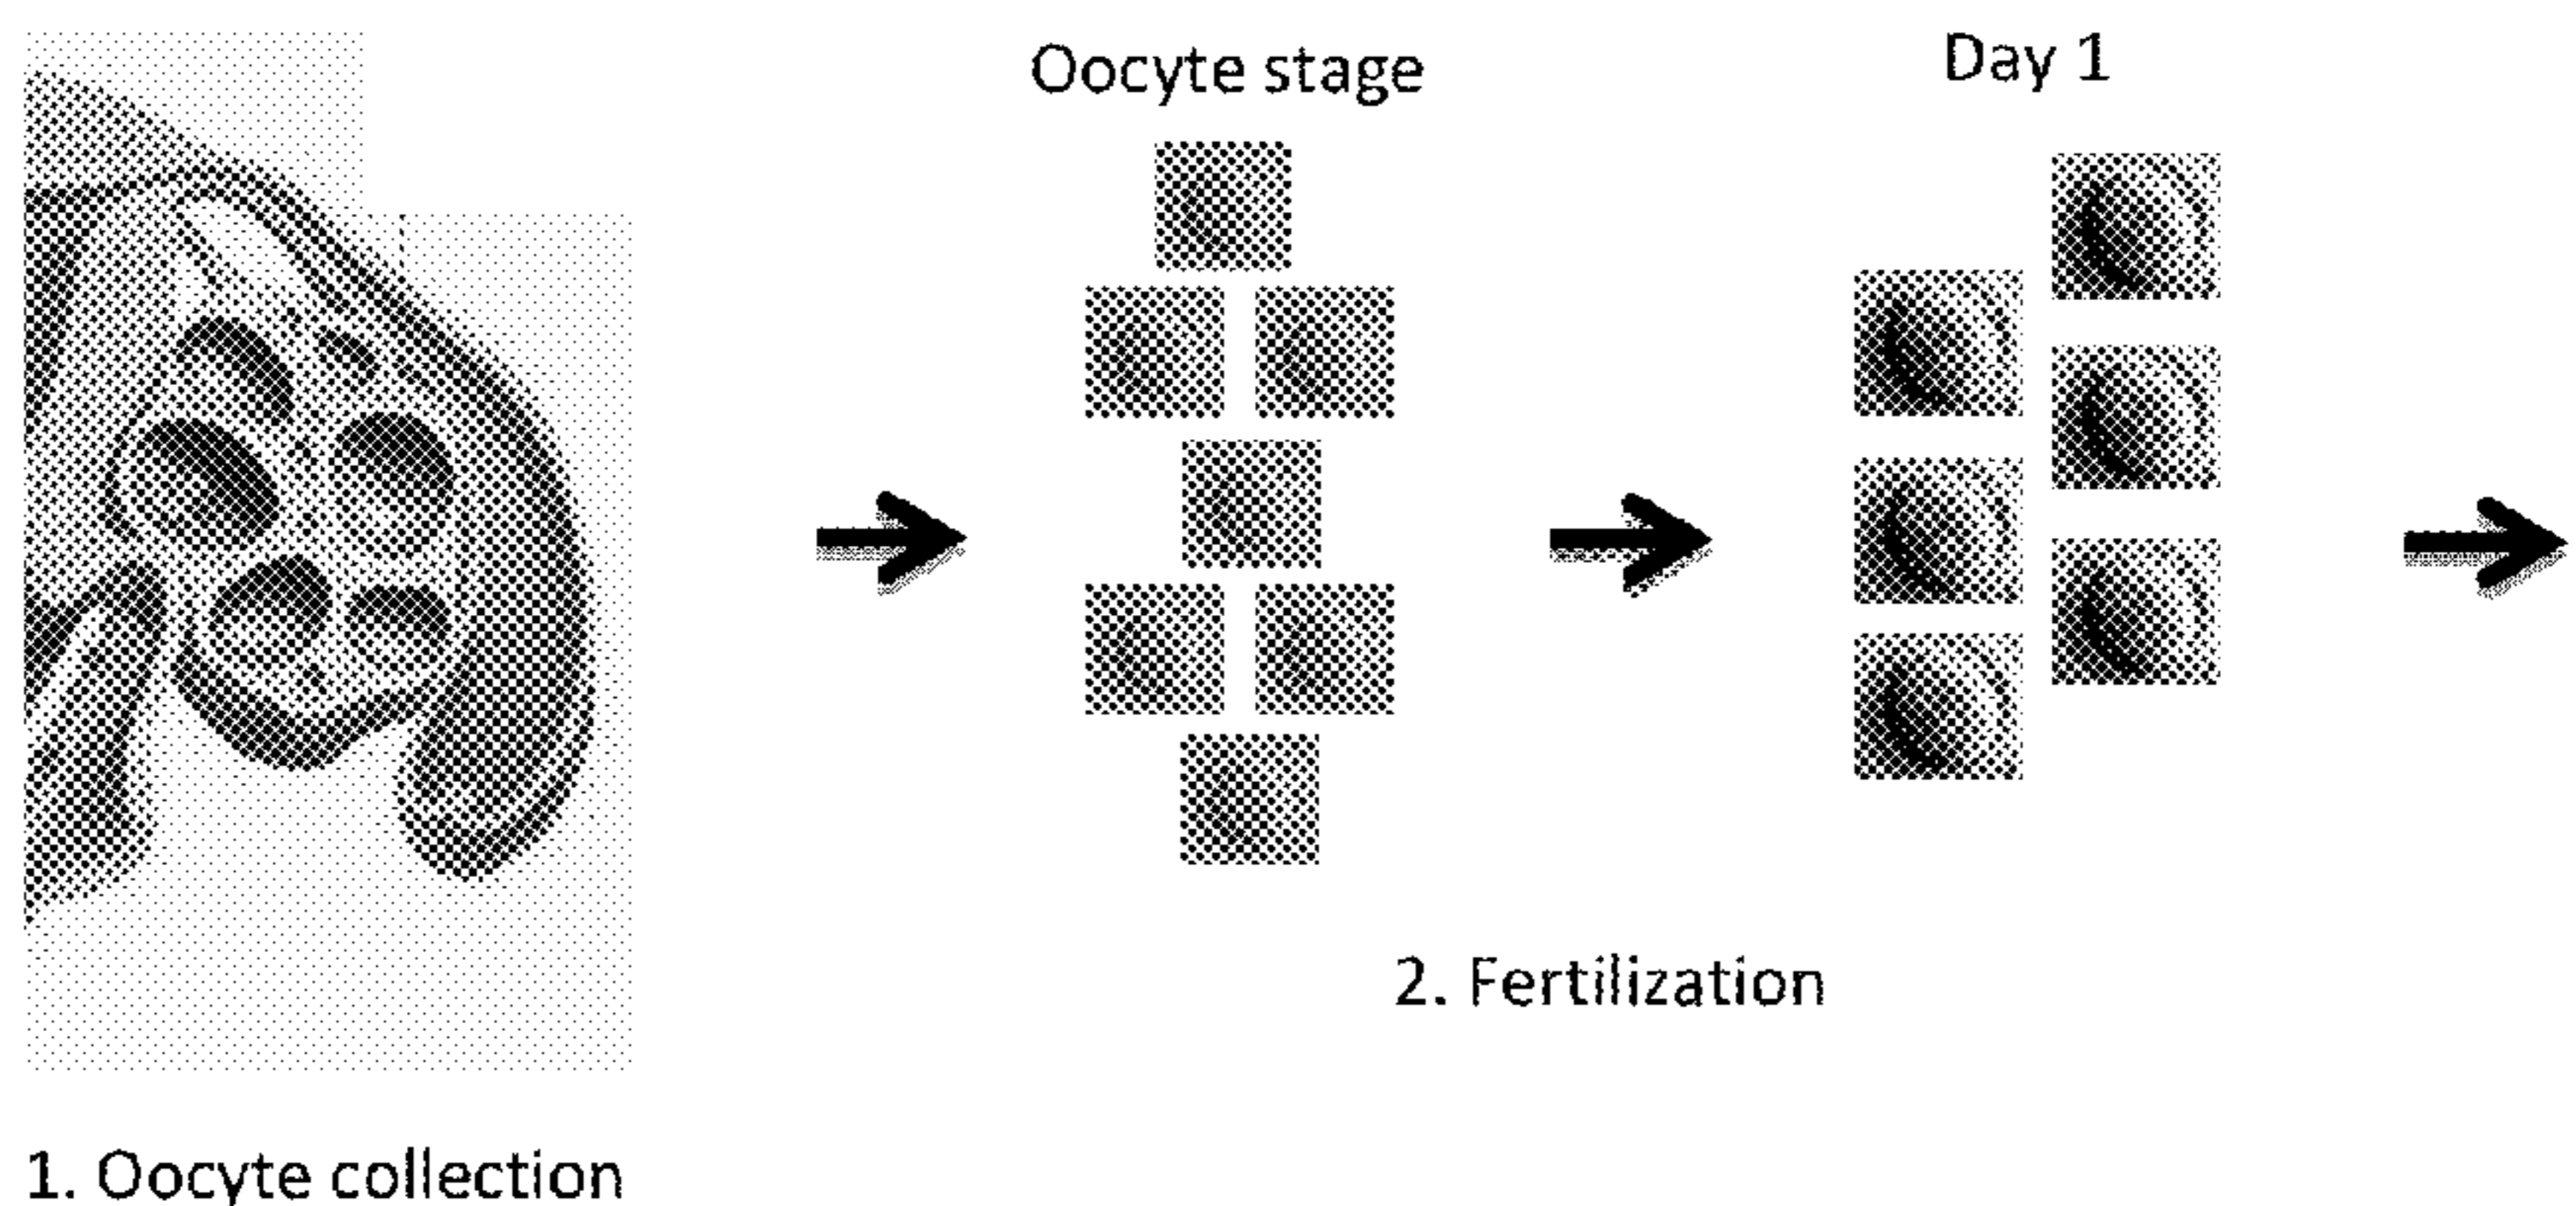 Oocyte stage
Day 1
2. Fertilization
1. Oocyte collection